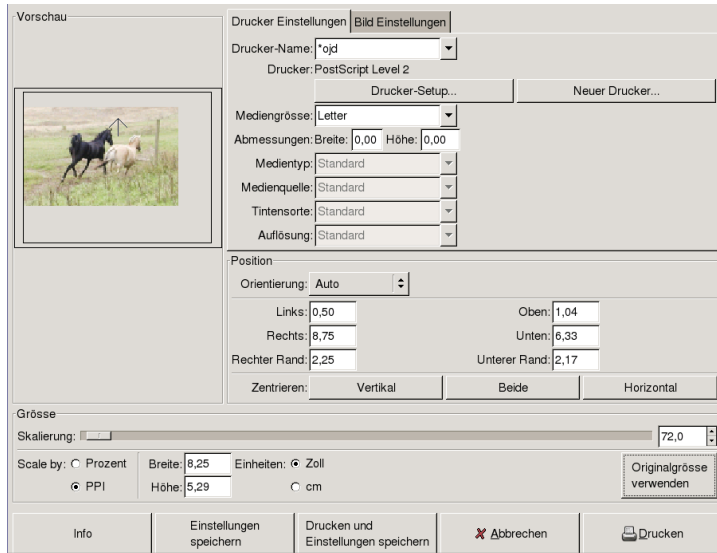 Vorschau
Drucker Einstellungen Bild Einstellungen
Drucker-Name: *ojd
Drucker: PostScript Level 2
Drucker-Setup... Neuer Drucker...
Mediengrösse: Letter
Abmessungen: Breite: 0,00 Höhe: 0,00
Medientyp: Standard
Medienquelle: Standard
Tintensorte: Standard
Auflösung: Standard
Position
Orientierung: Auto
Links: 0,50 Oben: 1,04
Rechts: 8,75 Unten: 6,33
Rechter Rand: 2,25 Unterer Rand: 2,17
Zentrieren: Vertikal Beide Horizontal
Grösse
Skalierung: 72,0
Scale by: Prozent Breite: 8,25 Einheiten: Zoll
PPI Höhe: 5,29 cm
Originalgrösse
verwenden
Info
Einstellungen
speichern
Drucken und
Einstellungen speichern
Abbrechen
Drucken